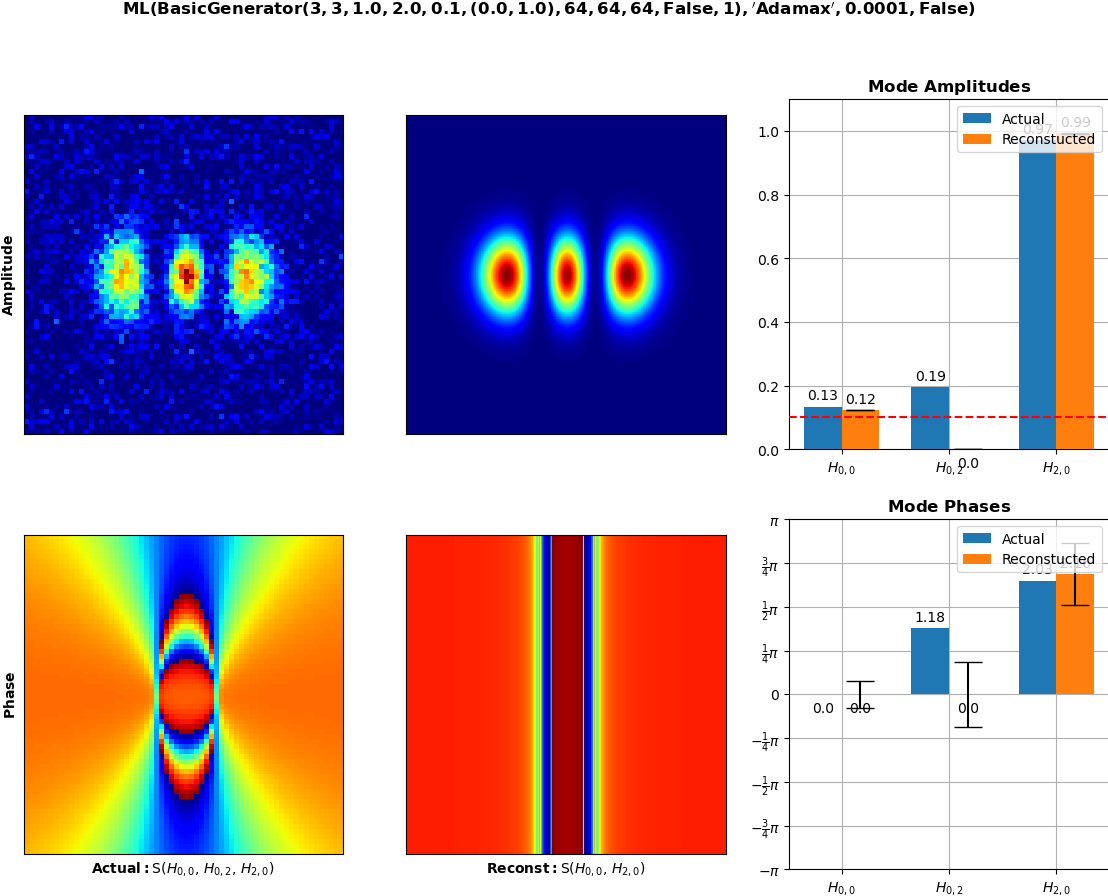 ML(BasicGenerator(3, 3, 1.0, 2.0, 0.1, (0.0, 1.0), 64, 64, 64, False, 1), 'Adamax', 0.0001, False)
Amplitude
Mode Amplitudes
Actual
Reconstucted
1.0
0.8
0.6
0.4
0.2
0.0
0.13
0.12
0.19
0.0
0.97
0.99
H0,0
H0,2
H2,0
Phase
Actual: S(H0,0, H0,2, H2,0)
Reconst: S(H0,0, H2,0)
Mode Phases
Actual
Reconstucted
π
3/4π
1/2π
1/4π
0
−1/4π
−1/2π
−3/4π
−π
0.0
0.0
1.18
0.0
2.03
H0,0
H0,2
H2,0